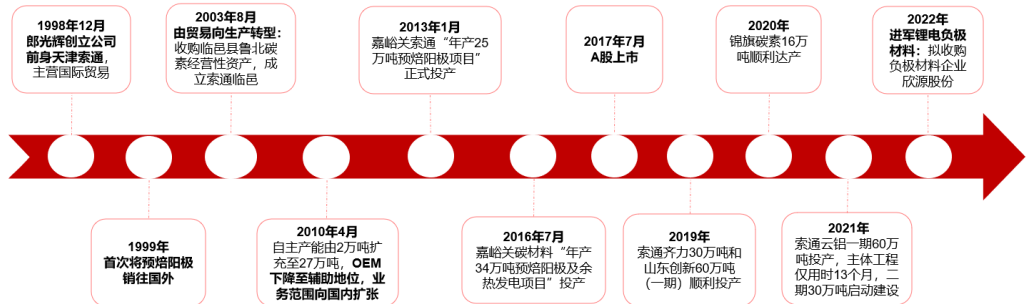 1998年12月
郎光辉创立公司
前身天津索通，
主营国际贸易
2003年8月
由贸易向生产转型：
收购临邑县鲁北碳
素经营性资产，成
立索通临邑
2013年1月
嘉峪关索通“年产25
万吨预焙阳极项目”
正式投产
2017年7月
A股上市
2020年
锦旗碳素16万
吨顺利达产
2022年
进军锂电负极
材料：拟收购
负极材料企业
欣源股份
1999年
首次将预焙阳极
销往国外
2010年4月
自主产能由2万吨扩
充至27万吨，OEM
下降至辅助地位，业
务范围向国内扩张
2016年7月
嘉峪关碳材料“年产
34万吨预焙阳极及余
热发电项目”投产
2019年
索通齐力30万吨和
山东创新60万吨
(一期）顺利投产
2021年
索通云铝一期60万
吨投产，主体工程
仅用时13个月，二
期30万吨启动建设